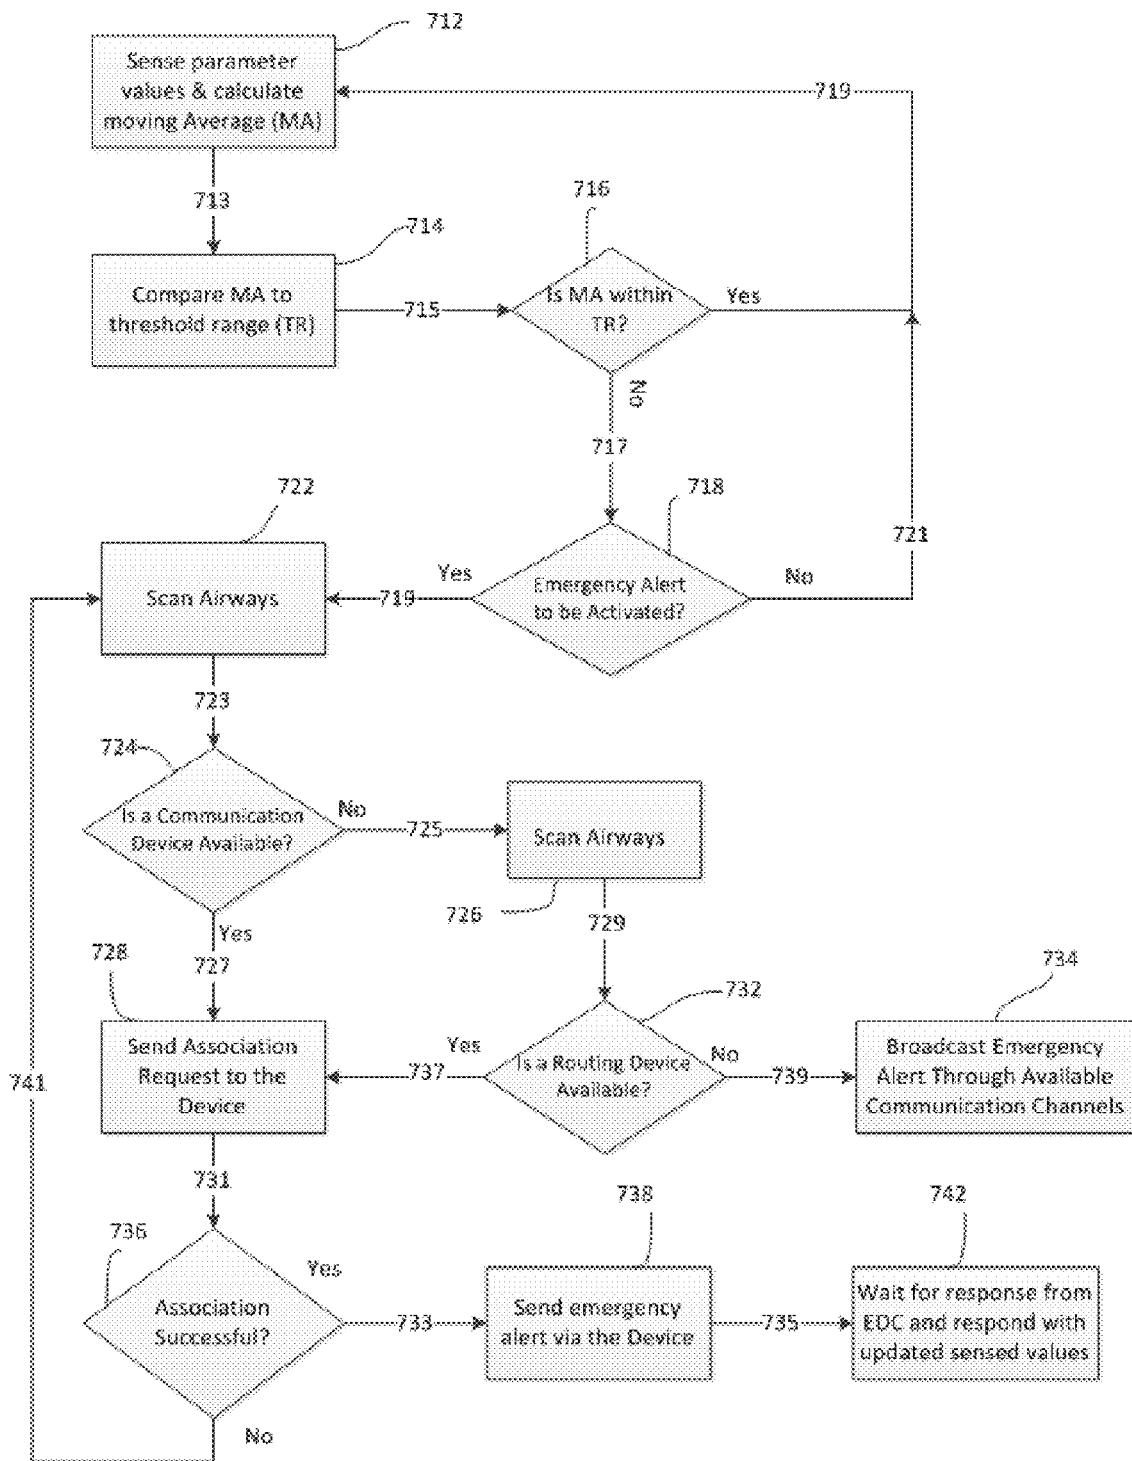 712
Sense parameter
values & calculate
moving Average (MA)
719
713
716
714
Compare MA to
threshold range (TR)
715
Is MA within
TR?
Yes
No
717
722
718
721
Scan Airways
Yes
719
Emergency Alert
to be Activated?
No
723
724
Is a Communication
Device Available?
No
725
Scan Airways
726
729
Yes
728
727
732
734
Send Association
Request to the
Device
Yes
737
Is a Routing Device
Available?
No
739
Broadcast Emergency
Alert Through Available
Communication Channels
741
731
738
742
736
Association
Successful?
Yes
733
Send emergency
alert via the Device
735
Wait for response from
EDC and respond with
updated sensed values
No